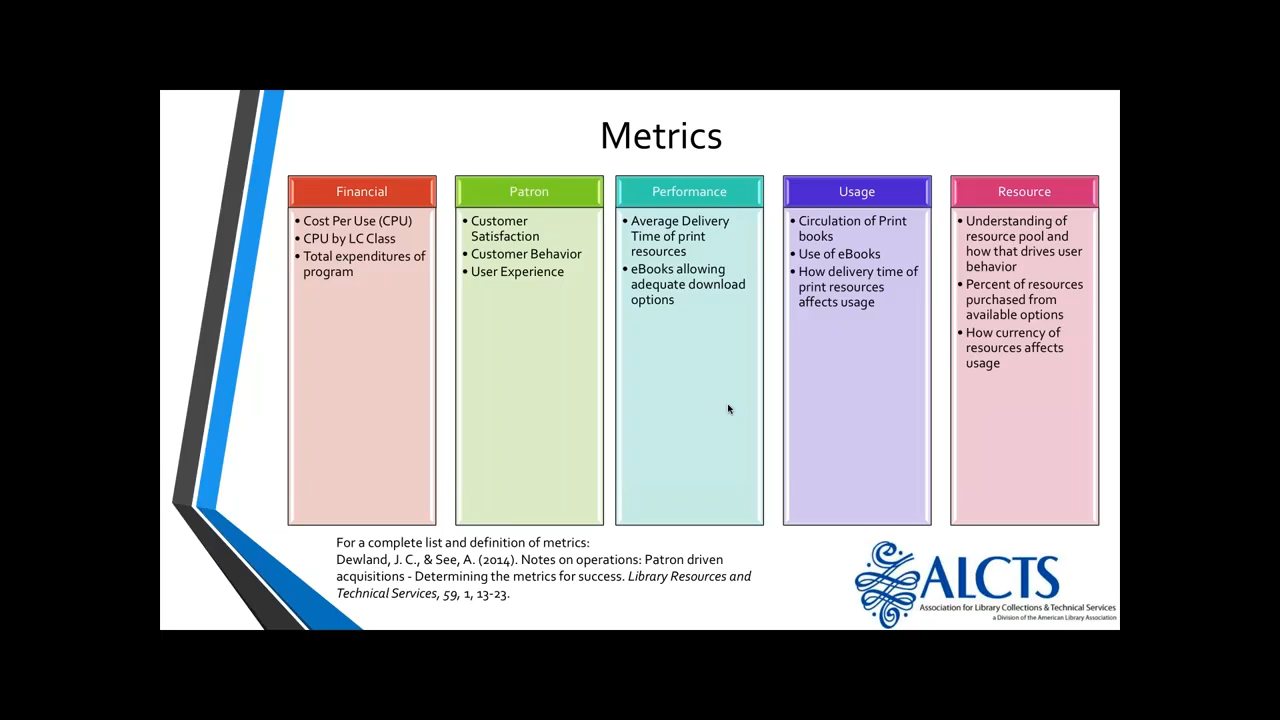 Metrics
Financial
• Cost Per Use (CPU)
• CPU by LC Class
• Total expenditures of
program
Patron
• Customer
Satisfaction
• Customer Behavior
• User Experience
Performance
• Average Delivery
Time of print
resources
• eBooks allowing
adequate download
options
Usage
• Circulation of Print
books
• Use of eBooks
• How delivery time of
print resources
affects usage
Resource
• Understanding of
resource pool and
how that drives user
behavior
• Percent of resources
purchased from
available options
• How currency of
resources affects
usage
For a complete list and definition of metrics:
Dewland, J. C., & See, A. (2014). Notes on operations: Patron driven
acquisitions - Determining the metrics for success. Library Resources and
Technical Services, 59, 1, 13-23.
ALCTS
Association for Library Collections & Technical Services
a Division of the American Library Association